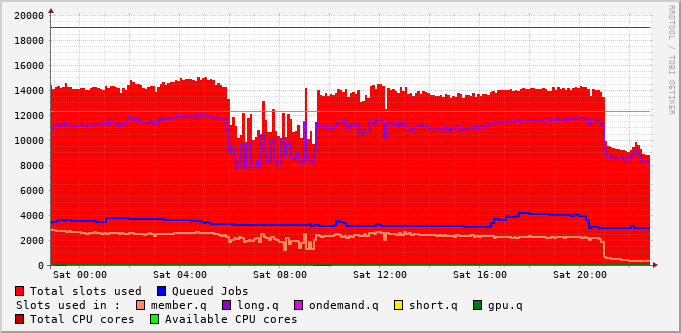 20000
18000
16000
14000
12000
10000
8000
6000
4000
2000
0
Sat 00:00 Sat 04:00 Sat 08:00 Sat 12:00 Sat 16:00 Sat 20:00
RRDTOOL / TOBI OETIKER
Total slots used Queued Jobs
Slots used in : member.q long.q ondemand.q short.q gpu.q
Total CPU cores Available CPU cores